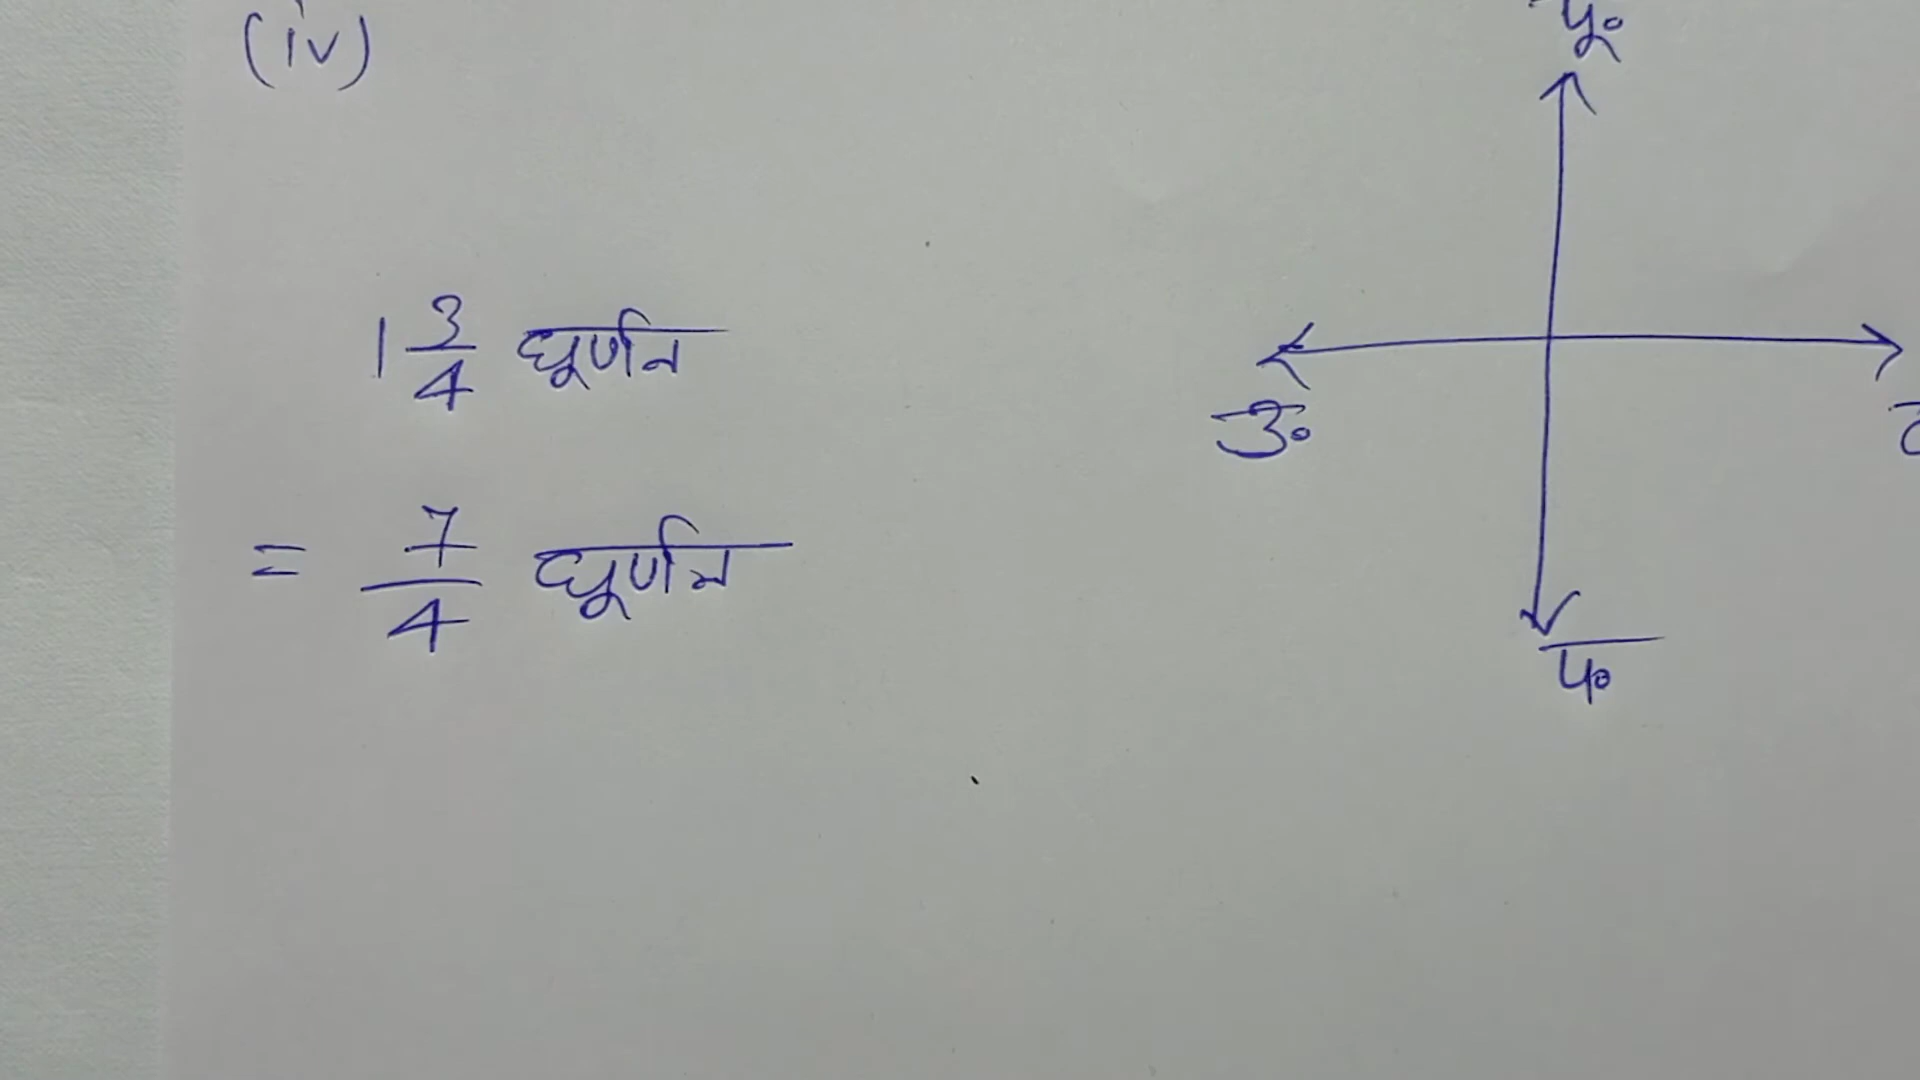 (iv)
पू०
1 3/4 घूर्णन
उ०
= 7/4 घूर्णन
प०